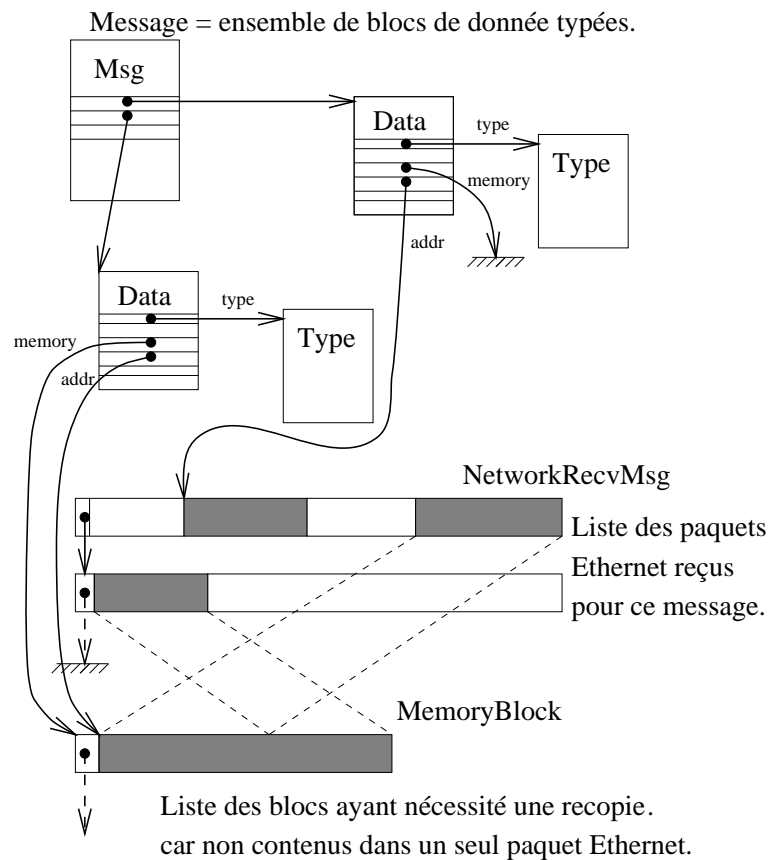 Message = ensemble de blocs de donnée typées.
Msg
Data
type
Type
memory
addr
Data
type
Type
memory
addr
NetworkRecvMsg
Liste des paquets
Ethernet reçus
pour ce message.
MemoryBlock
Liste des blocs ayant nécessité une recopie.
car non contenus dans un seul paquet Ethernet.